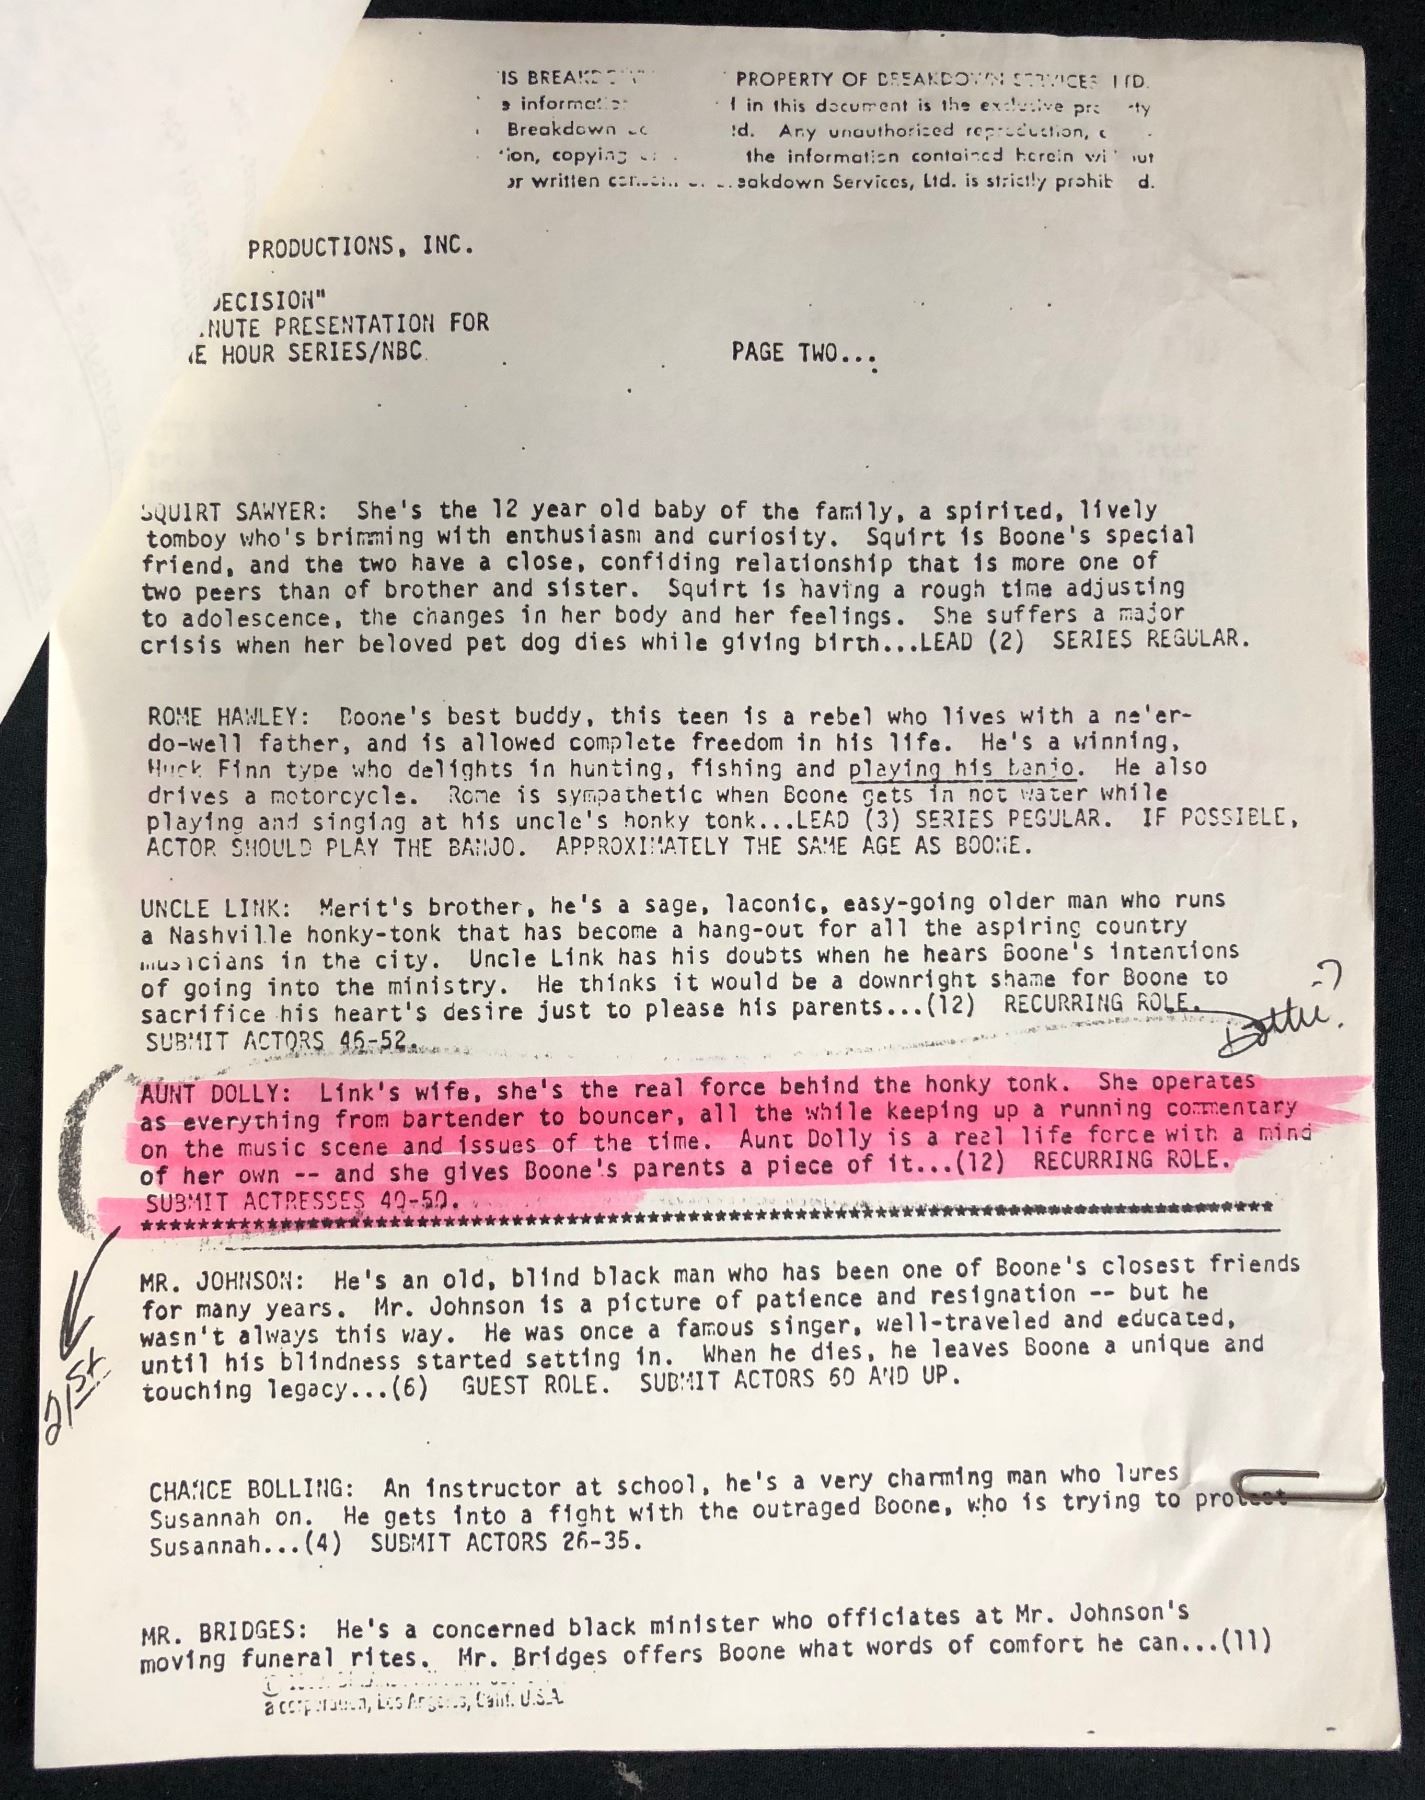 IS BREAKDOWN PROPERTY OF BREAKDOWN SERVICES LTD.
in this document is the exclusive
Breakdown Any unauthorized reproduction,
copying the information contained herein
written Services, Ltd. is strictly
PRODUCTIONS, INC.
DECISION"
NUTE PRESENTATION FOR
E HOUR SERIES/NBC
PAGE TWO...
SQUIRT SAWYER: She's the 12 year old baby of the family, a spirited, lively
tomboy who's brimming with enthusiasm and curiosity. Squirt is Boone's special
friend, and the two have a close, confiding relationship that is more one of
two peers than of brother and sister. Squirt is having a rough time adjusting
to adolescence, the changes in her body and her feelings. She suffers a major
crisis when her beloved pet dog dies while giving birth...LEAD (2) SERIES REGULAR.
ROME HAWLEY: Boone's best buddy, this teen is a rebel who lives with a ne'er-
do-well father, and is allowed complete freedom in his life. He's a winning,
Huck Finn type who delights in hunting, fishing and playing his banjo. He also
drives a motorcycle. Rome is sympathetic when Boone gets in hot water while
playing and singing at his uncle's honky tonk...LEAD (3) SERIES REGULAR. IF POSSIBLE,
ACTOR SHOULD PLAY THE BANJO. APPROXIMATELY THE SAME AGE AS BOONE.
UNCLE LINK: Merit's brother, he's a sage, laconic, easy-going older man who runs
a Nashville honky-tonk that has become a hang-out for all the aspiring country
musicians in the city. Uncle Link has his doubts when he hears Boone's intentions
of going into the ministry. He thinks it would be a downright shame for Boone to
sacrifice his heart's desire just to please his parents...(12) RECURRING ROLE.
SUBMIT ACTORS 46-52.
Dottie?
AUNT DOLLY: Link's wife, she's the real force behind the honky tonk. She operates
as everything from bartender to bouncer, all the while keeping up a running commentary
on the music scene and issues of the time. Aunt Dolly is a real life force with a mind
of her own -- and she gives Boone's parents a piece of it...(12) RECURRING ROLE.
SUBMIT ACTRESSES 40-50.
21st
MR. JOHNSON: He's an old, blind black man who has been one of Boone's closest friends
for many years. Mr. Johnson is a picture of patience and resignation -- but he
wasn't always this way. He was once a famous singer, well-traveled and educated,
until his blindness started setting in. When he dies, he leaves Boone a unique and
touching legacy...(6) GUEST ROLE. SUBMIT ACTORS 60 AND UP.
CHANCE BOLLING: An instructor at school, he's a very charming man who lures
Susannah on. He gets into a fight with the outraged Boone, who is trying to protect
Susannah...(4) SUBMIT ACTORS 26-35.
MR. BRIDGES: He's a concerned black minister who officiates at Mr. Johnson's
moving funeral rites. Mr. Bridges offers Boone what words of comfort he can...(11)
a corporation, Los Angeles, Calif. U.S.A.